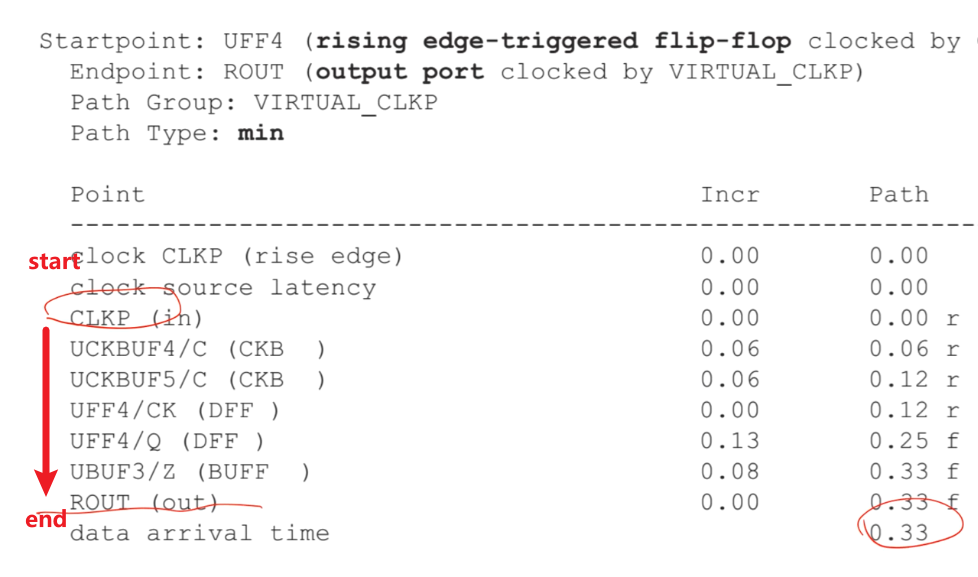 Startpoint: UFF4 (rising edge-triggered flip-flop clocked by
Endpoint: ROUT (output port clocked by VIRTUAL_CLKP)
Path Group: VIRTUAL_CLKP
Path Type: min
Point Incr Path
---------------------------------------------------------------
clock CLKP (rise edge) 0.00 0.00
start
clock source latency 0.00 0.00
CLKP (in) 0.00 0.00 r
UCKBUF4/C (CKB ) 0.06 0.06 r
UCKBUF5/C (CKB ) 0.06 0.12 r
UFF4/CK (DFF ) 0.00 0.12 r
UFF4/Q (DFF ) 0.13 0.25 f
UBUF3/Z (BUFF ) 0.08 0.33 f
ROUT (out) 0.00 0.33 f
end
data arrival time 0.33